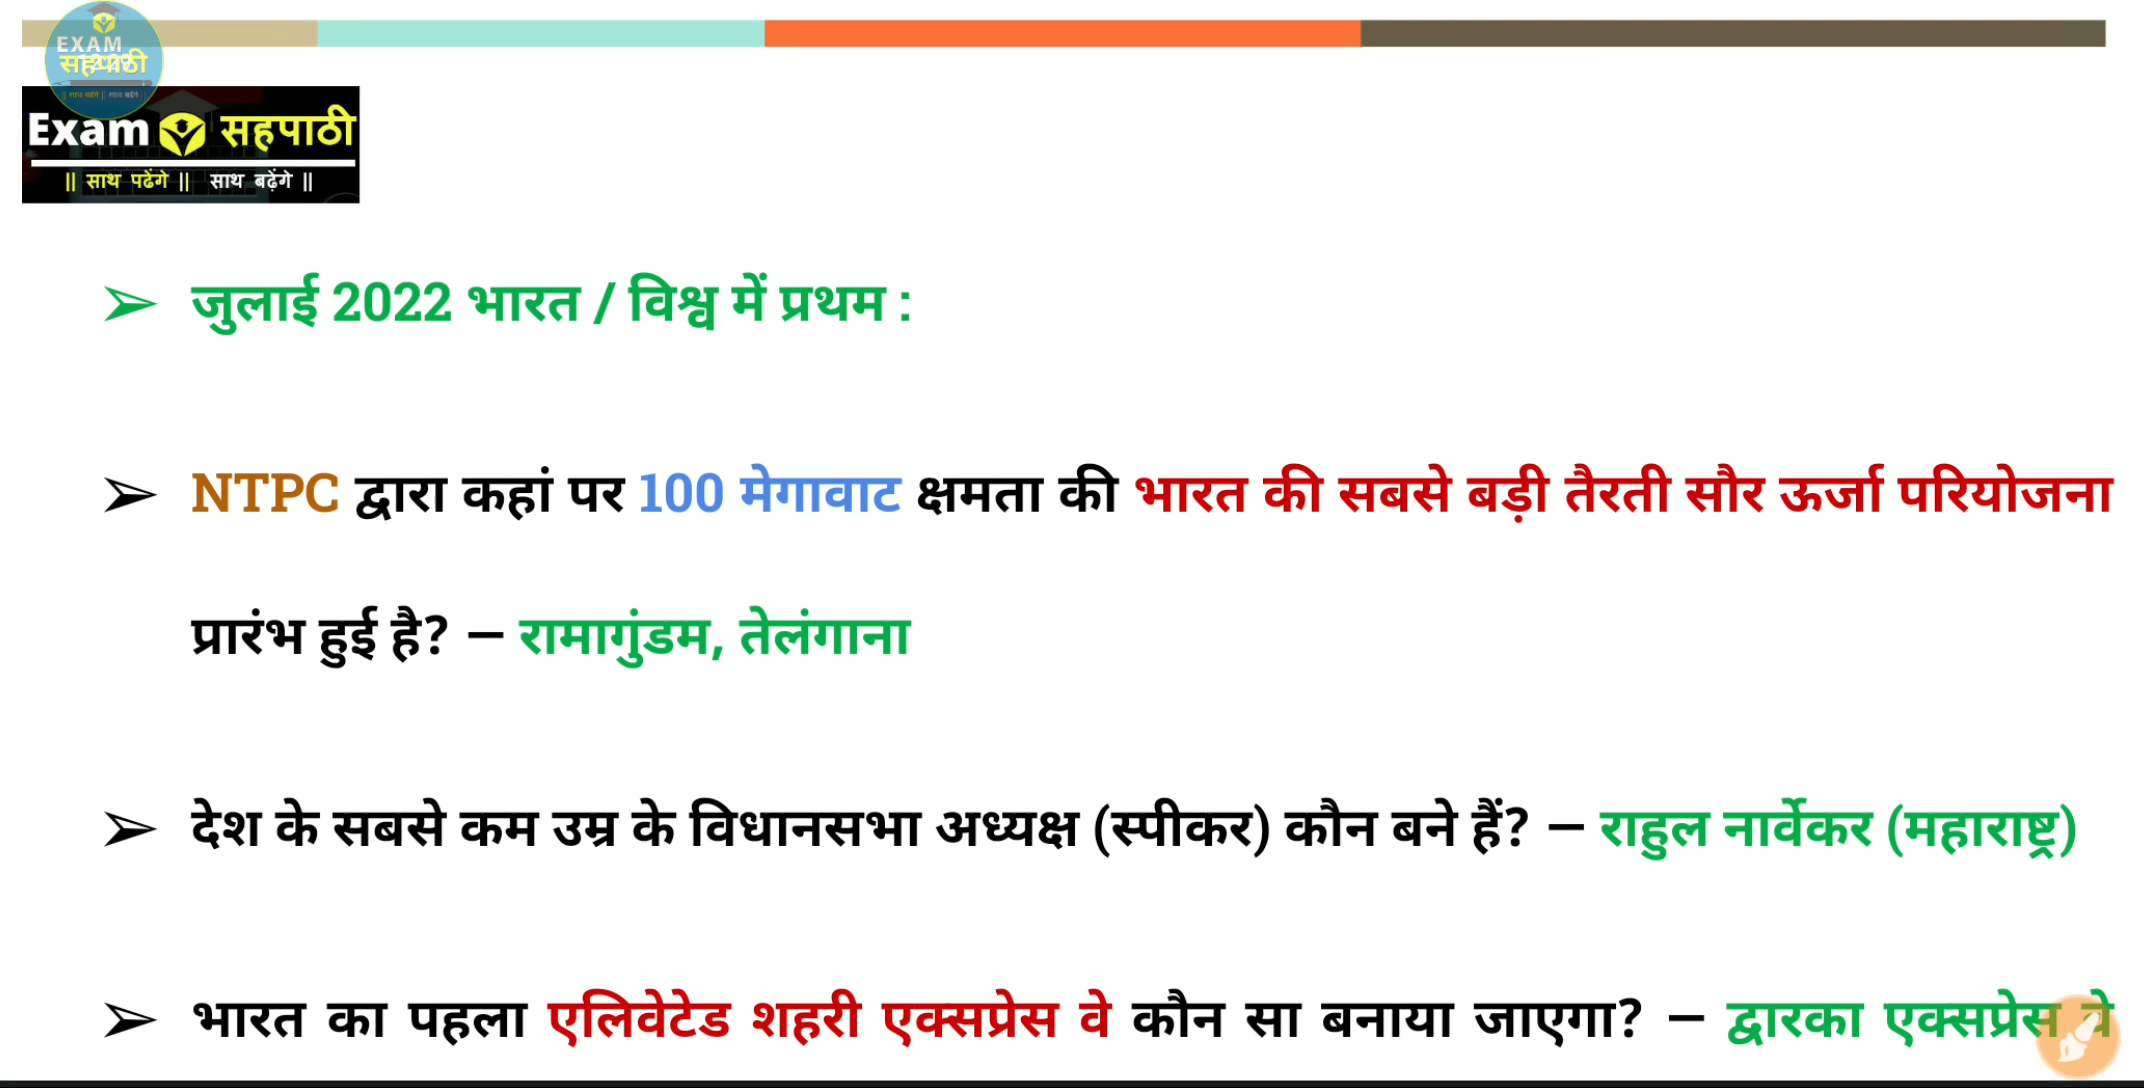 EXAM
सहपाठी
Exam सहपाठी
|| साथ पढेंगे || साथ बढ़ेंगे ||
➢ जुलाई 2022 भारत / विश्व में प्रथम :
➢ NTPC द्वारा कहां पर 100 मेगावाट क्षमता की भारत की सबसे बड़ी तैरती सौर ऊर्जा परियोजना
प्रारंभ हुई है? – रामागुंडम, तेलंगाना
➢ देश के सबसे कम उम्र के विधानसभा अध्यक्ष (स्पीकर) कौन बने हैं? – राहुल नार्वेकर (महाराष्ट्र)
➢ भारत का पहला एलिवेटेड शहरी एक्सप्रेस वे कौन सा बनाया जाएगा? – द्वारका एक्सप्रेस वे